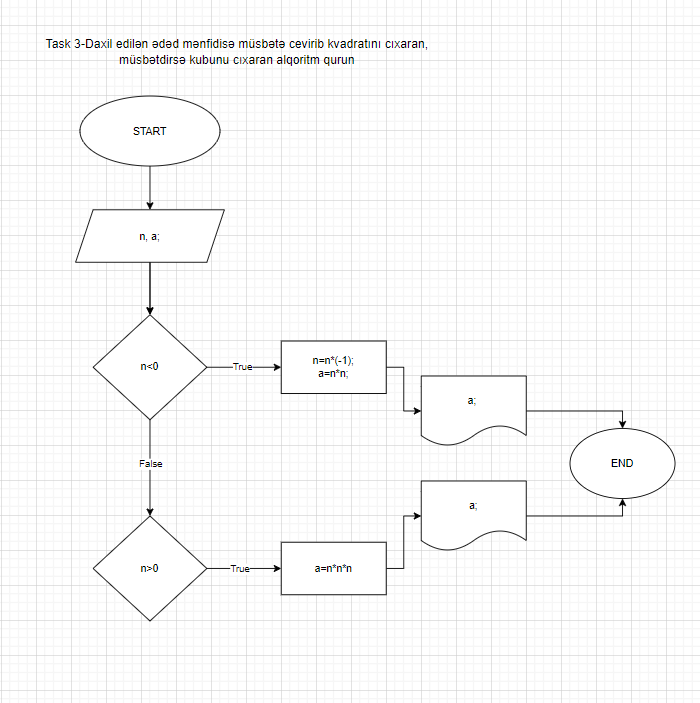 Task 3-Daxil edilən ədəd mənfidisə müsbətə cevirib kvadratını cıxaran,
müsbətdirsə kubunu cıxaran alqoritm qurun
START
n, a;
n<0
True
n=n*(-1);
a=n*n;
a;
END
False
a;
n>0
True
a=n*n*n